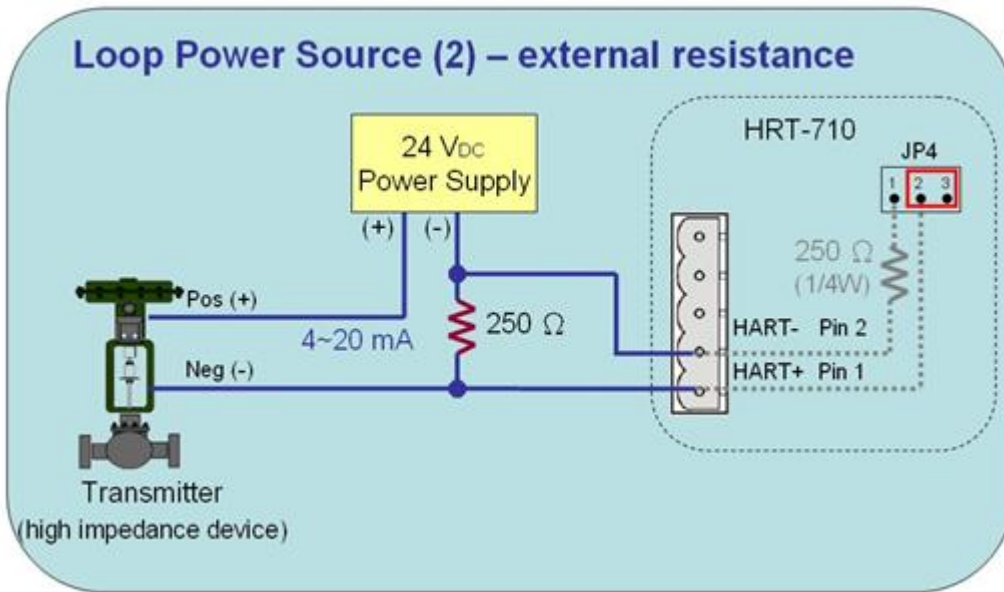 Loop Power Source (2) – external resistance
24 VDC
Power Supply
(+) (-)
HRT-710
JP4
1 2 3
250 Ω
(1/4W)
Pos (+)
4~20 mA
250 Ω
HART- Pin 2
HART+ Pin 1
Neg (-)
Transmitter
(high impedance device)